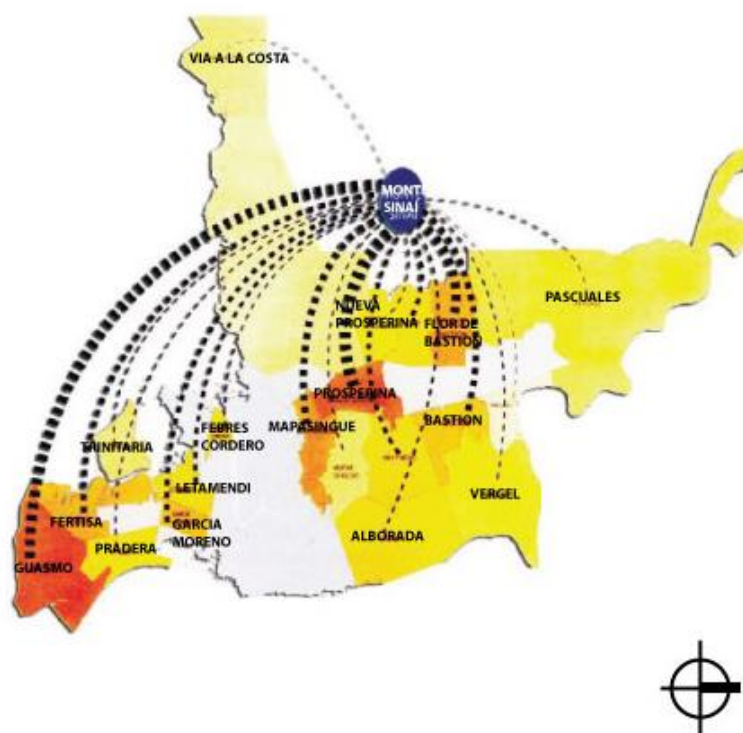 VIA A LA COSTA
MONTE
SINAÍ
PASCUALES
NUEVA
PROSPERINA
FLOR DE
BASTION
PROSPERINA
MAPASINGUE
BASTION
FEBRES
CORDERO
TRINITARIA
LETAMENDI
VERGEL
FERTISA
GARCIA
MORENO
ALBORADA
PRADERA
GUASMO